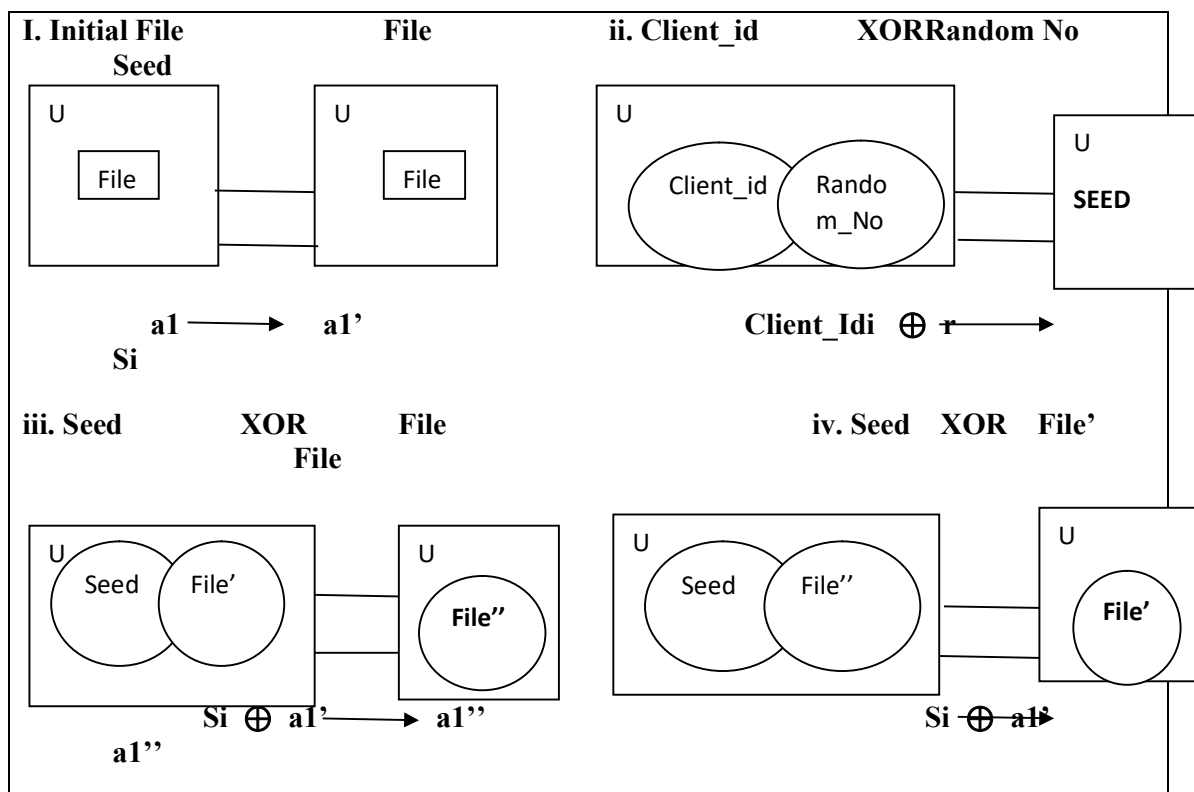 I. Initial File File ii. Client_id XORRandom No
Seed
U
File
U
File
U
Client_id
Rando
m_No
U
SEED
a1 a1’ Client_Idi ⊕ r
Si
iii. Seed XOR File iv. Seed XOR File’
File
U
Seed
File’
U
File’’
U
Seed
File’’
U
File’
Si ⊕ a1’ a1’’ Si ⊕ a1’
a1’’